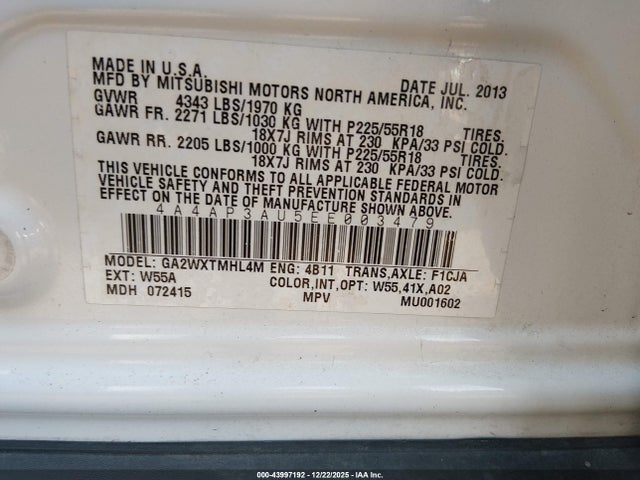 MADE IN U.S.A.
DATE JUL. 2013
MFD BY MITSUBISHI MOTORS NORTH AMERICA, INC.
GVWR 4343 LBS/1970 KG
GAWR FR. 2271 LBS/1030 KG WITH P225/55R18 TIRES.
18X7J RIMS AT 230 KPA/33 PSI COLD.
GAWR RR. 2205 LBS/1000 KG WITH P225/55R18 TIRES.
18X7J RIMS AT 230 KPA/33 PSI COLD.
THIS VEHICLE CONFORMS TO ALL APPLICABLE FEDERAL MOTOR
VEHICLE SAFETY AND THEFT PREVENTION STANDARDS IN
EFFECT ON THE DATE OF MANUFACTURE SHOWN ABOVE.
4A4AP3AU5EE003479
MODEL: GA2WXTMHL4M ENG: 4B11 TRANS,AXLE: F1CJA
EXT: W55A COLOR,INT,OPT: W55,41X,A02
MDH 072415 MPV MU001602
000-43997192 - 12/22/2025 - IAA Inc.